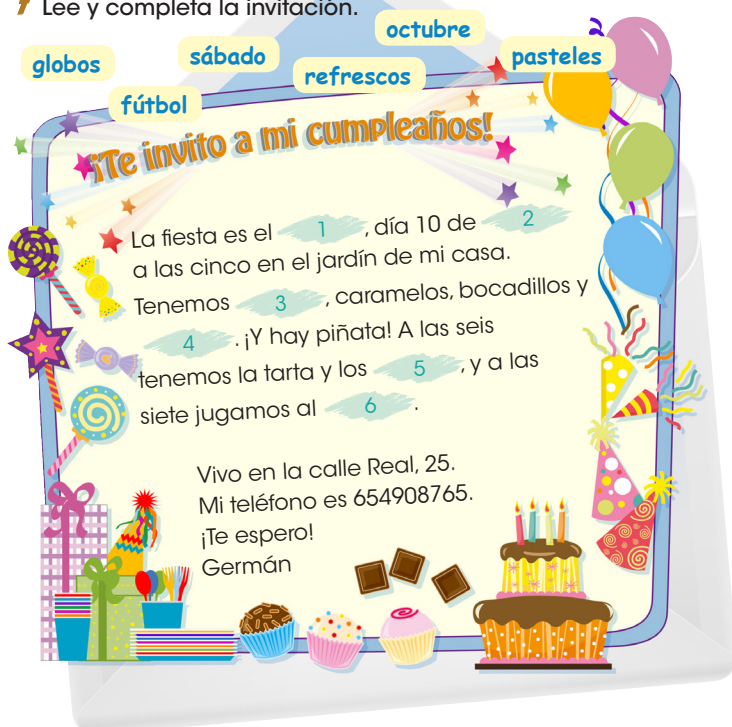 Lee y completa la invitación.
octubre
sábado
pasteles
globos
refrescos
fútbol
¡Te invito a mi cumpleaños!
La fiesta es el 1 , día 10 de 2
a las cinco en el jardín de mi casa.
Tenemos 3 , caramelos, bocadillos y
4 . ¡Y hay piñata! A las seis
tenemos la tarta y los 5 , y a las
siete jugamos al 6 .
Vivo en la calle Real, 25.
Mi teléfono es 654908765.
¡Te espero!
Germán